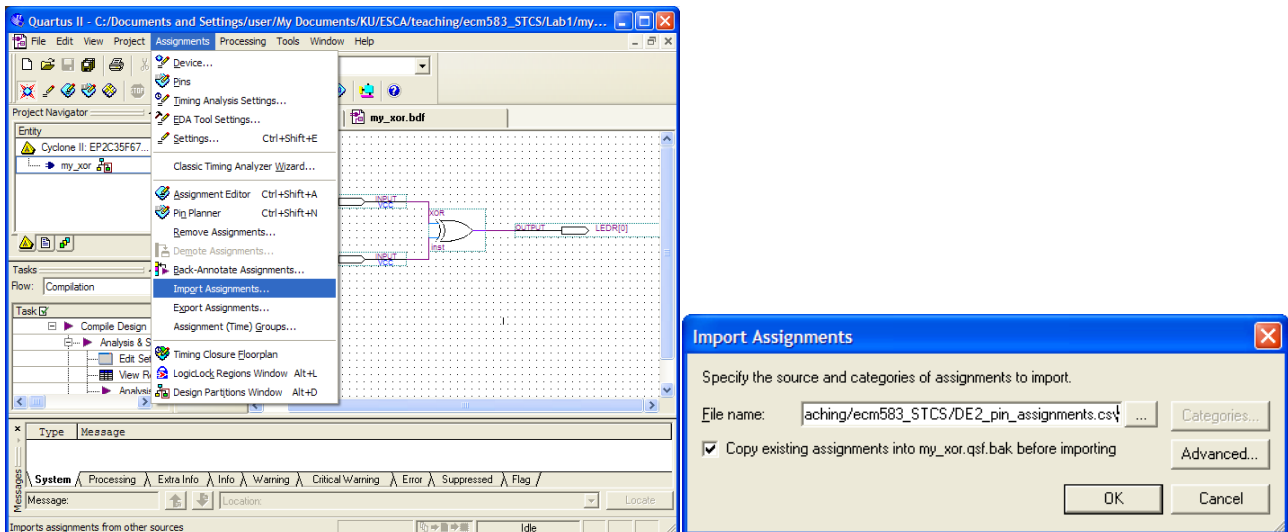 Quartus II - C:/Documents and Settings/user/My Documents/KU/ESCA/teaching/ecm583_STCS/Lab1/my...
File Edit View Project Assignments Processing Tools Window Help
Device...
Pins
Timing Analysis Settings...
EDA Tool Settings...
Settings... Ctrl+Shift+E
Classic Timing Analyzer Wizard...
Assignment Editor Ctrl+Shift+A
Pin Planner Ctrl+Shift+N
Remove Assignments...
Demote Assignments...
Back-Annotate Assignments...
Import Assignments...
Export Assignments...
Assignment (Time) Groups...
Timing Closure Floorplan
LogicLock Regions Window Alt+L
Design Partitions Window Alt+D
Project Navigator
Entity
Cyclone II: EP2C35F67...
my_xor
Tasks
Flow: Compilation
Task
Compile Design
Analysis & S
Edit Set
View Re
Analysis
my_xor.bdf
INPUT
VCC
XOR
OUTPUT LEDR[0]
inst
INPUT
VCC
Type Message
Messages
System Processing Extra Info Info Warning Critical Warning Error Suppressed Flag
Message: Location: Locate
Imports assignments from other sources Idle
Import Assignments
Specify the source and categories of assignments to import.
File name: aching/ecm583_STCS/DE2_pin_assignments.csv ... Categories...
Copy existing assignments into my_xor.qsf.bak before importing
Advanced...
OK Cancel